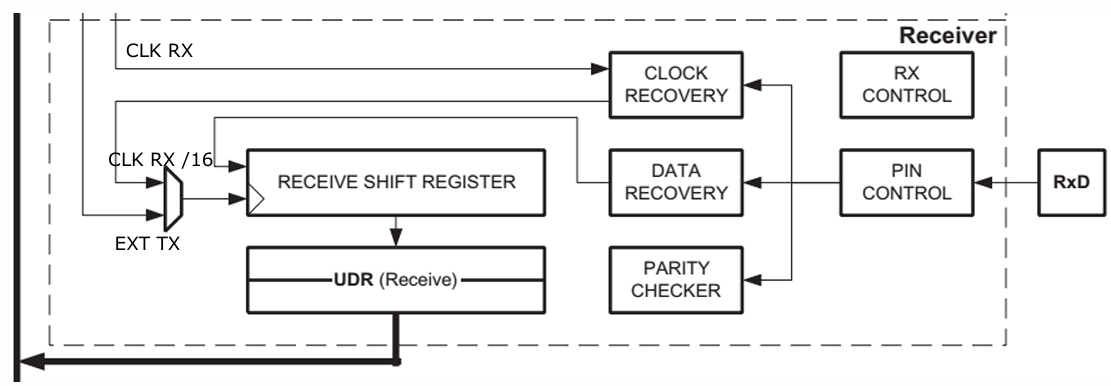 Receiver
CLK RX
CLOCK
RECOVERY
RX
CONTROL
CLK RX /16
RECEIVE SHIFT REGISTER
DATA
RECOVERY
PIN
CONTROL
RxD
EXT TX
UDR (Receive)
PARITY
CHECKER